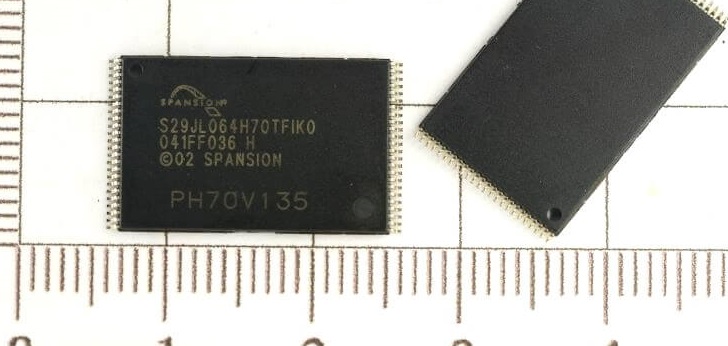 SPANSION
S29JL064H70TFIK0
041FF036 H
©02 SPANSION
PH70V135
1
2
3
4